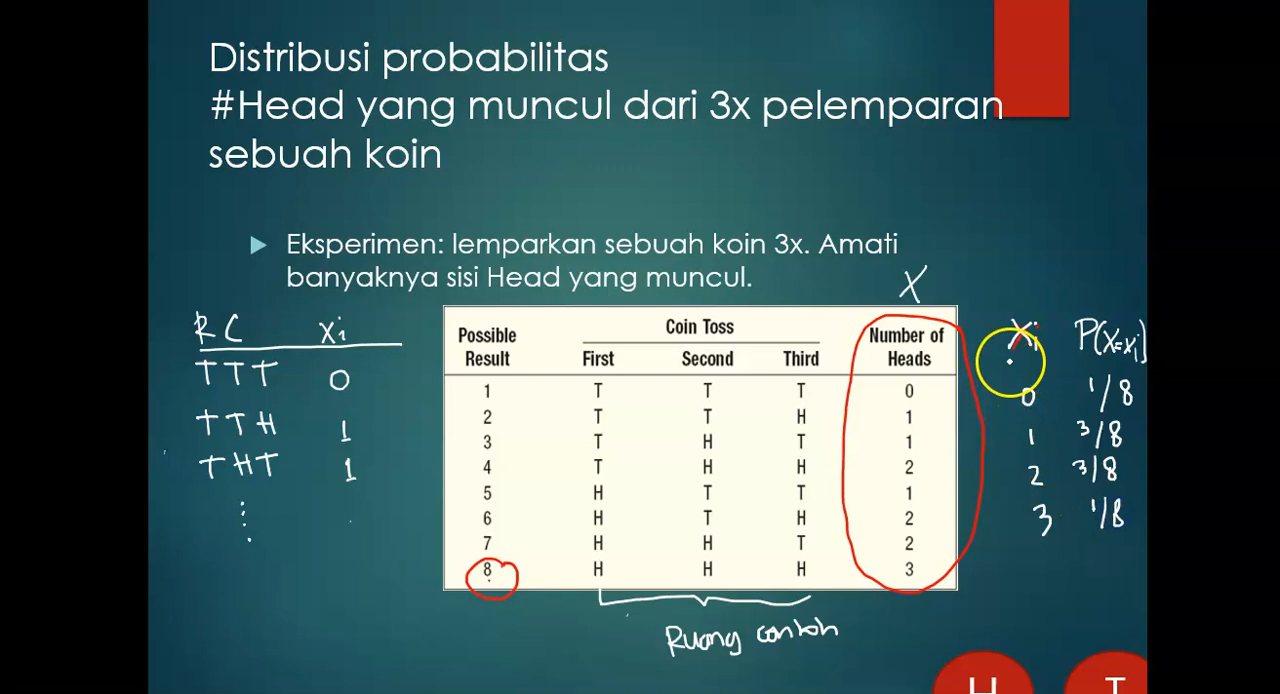 Distribusi probabilitas
#Head yang muncul dari 3x pelemparan
sebuah koin
Eksperimen: lemparkan sebuah koin 3x. Amati
banyaknya sisi Head yang muncul.
X
RC xi
TTT 0
TTH 1
THT 1
⋮
Coin Toss
Possible Result First Second Third Number of Heads
1 T T T 0
2 T T H 1
3 T H T 1
4 T H H 2
5 H T T 1
6 H T H 2
7 H H T 2
8 H H H 3
Xi P(X=xi)
0 1/8
1 3/8
2 3/8
3 1/8
Ruang contoh
H T